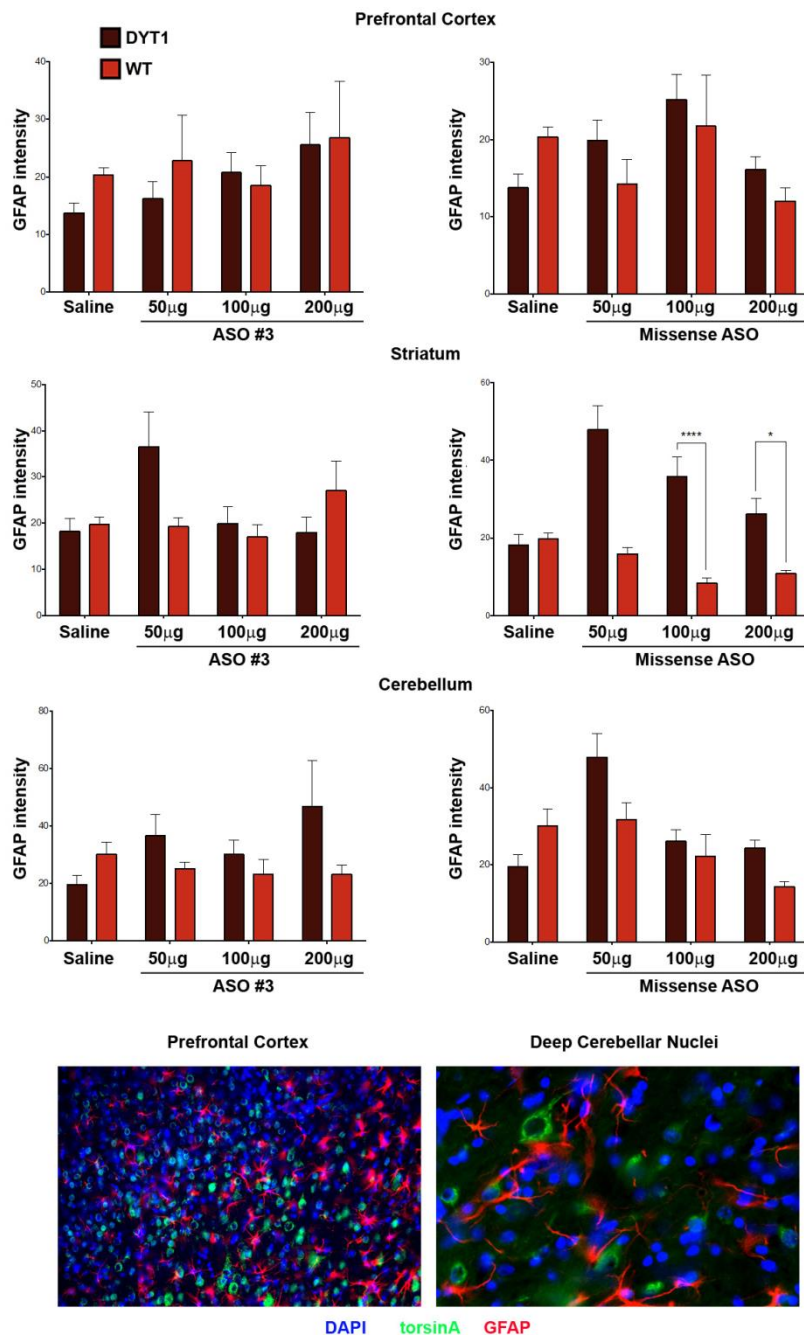 Prefrontal Cortex
DYT1
WT
GFAP intensity
40
30
20
10
0
Saline 50µg 100µg 200µg
ASO #3
GFAP intensity
30
20
10
0
Saline 50µg 100µg 200µg
Missense ASO
Striatum
GFAP intensity
50
40
30
20
10
0
Saline 50µg 100µg 200µg
ASO #3
GFAP intensity
60
40
20
0
****
*
Saline 50µg 100µg 200µg
Missense ASO
Cerebellum
GFAP intensity
80
60
40
20
0
Saline 50µg 100µg 200µg
ASO #3
GFAP intensity
60
40
20
0
Saline 50µg 100µg 200µg
Missense ASO
Prefrontal Cortex
Deep Cerebellar Nuclei
DAPI torsinA GFAP